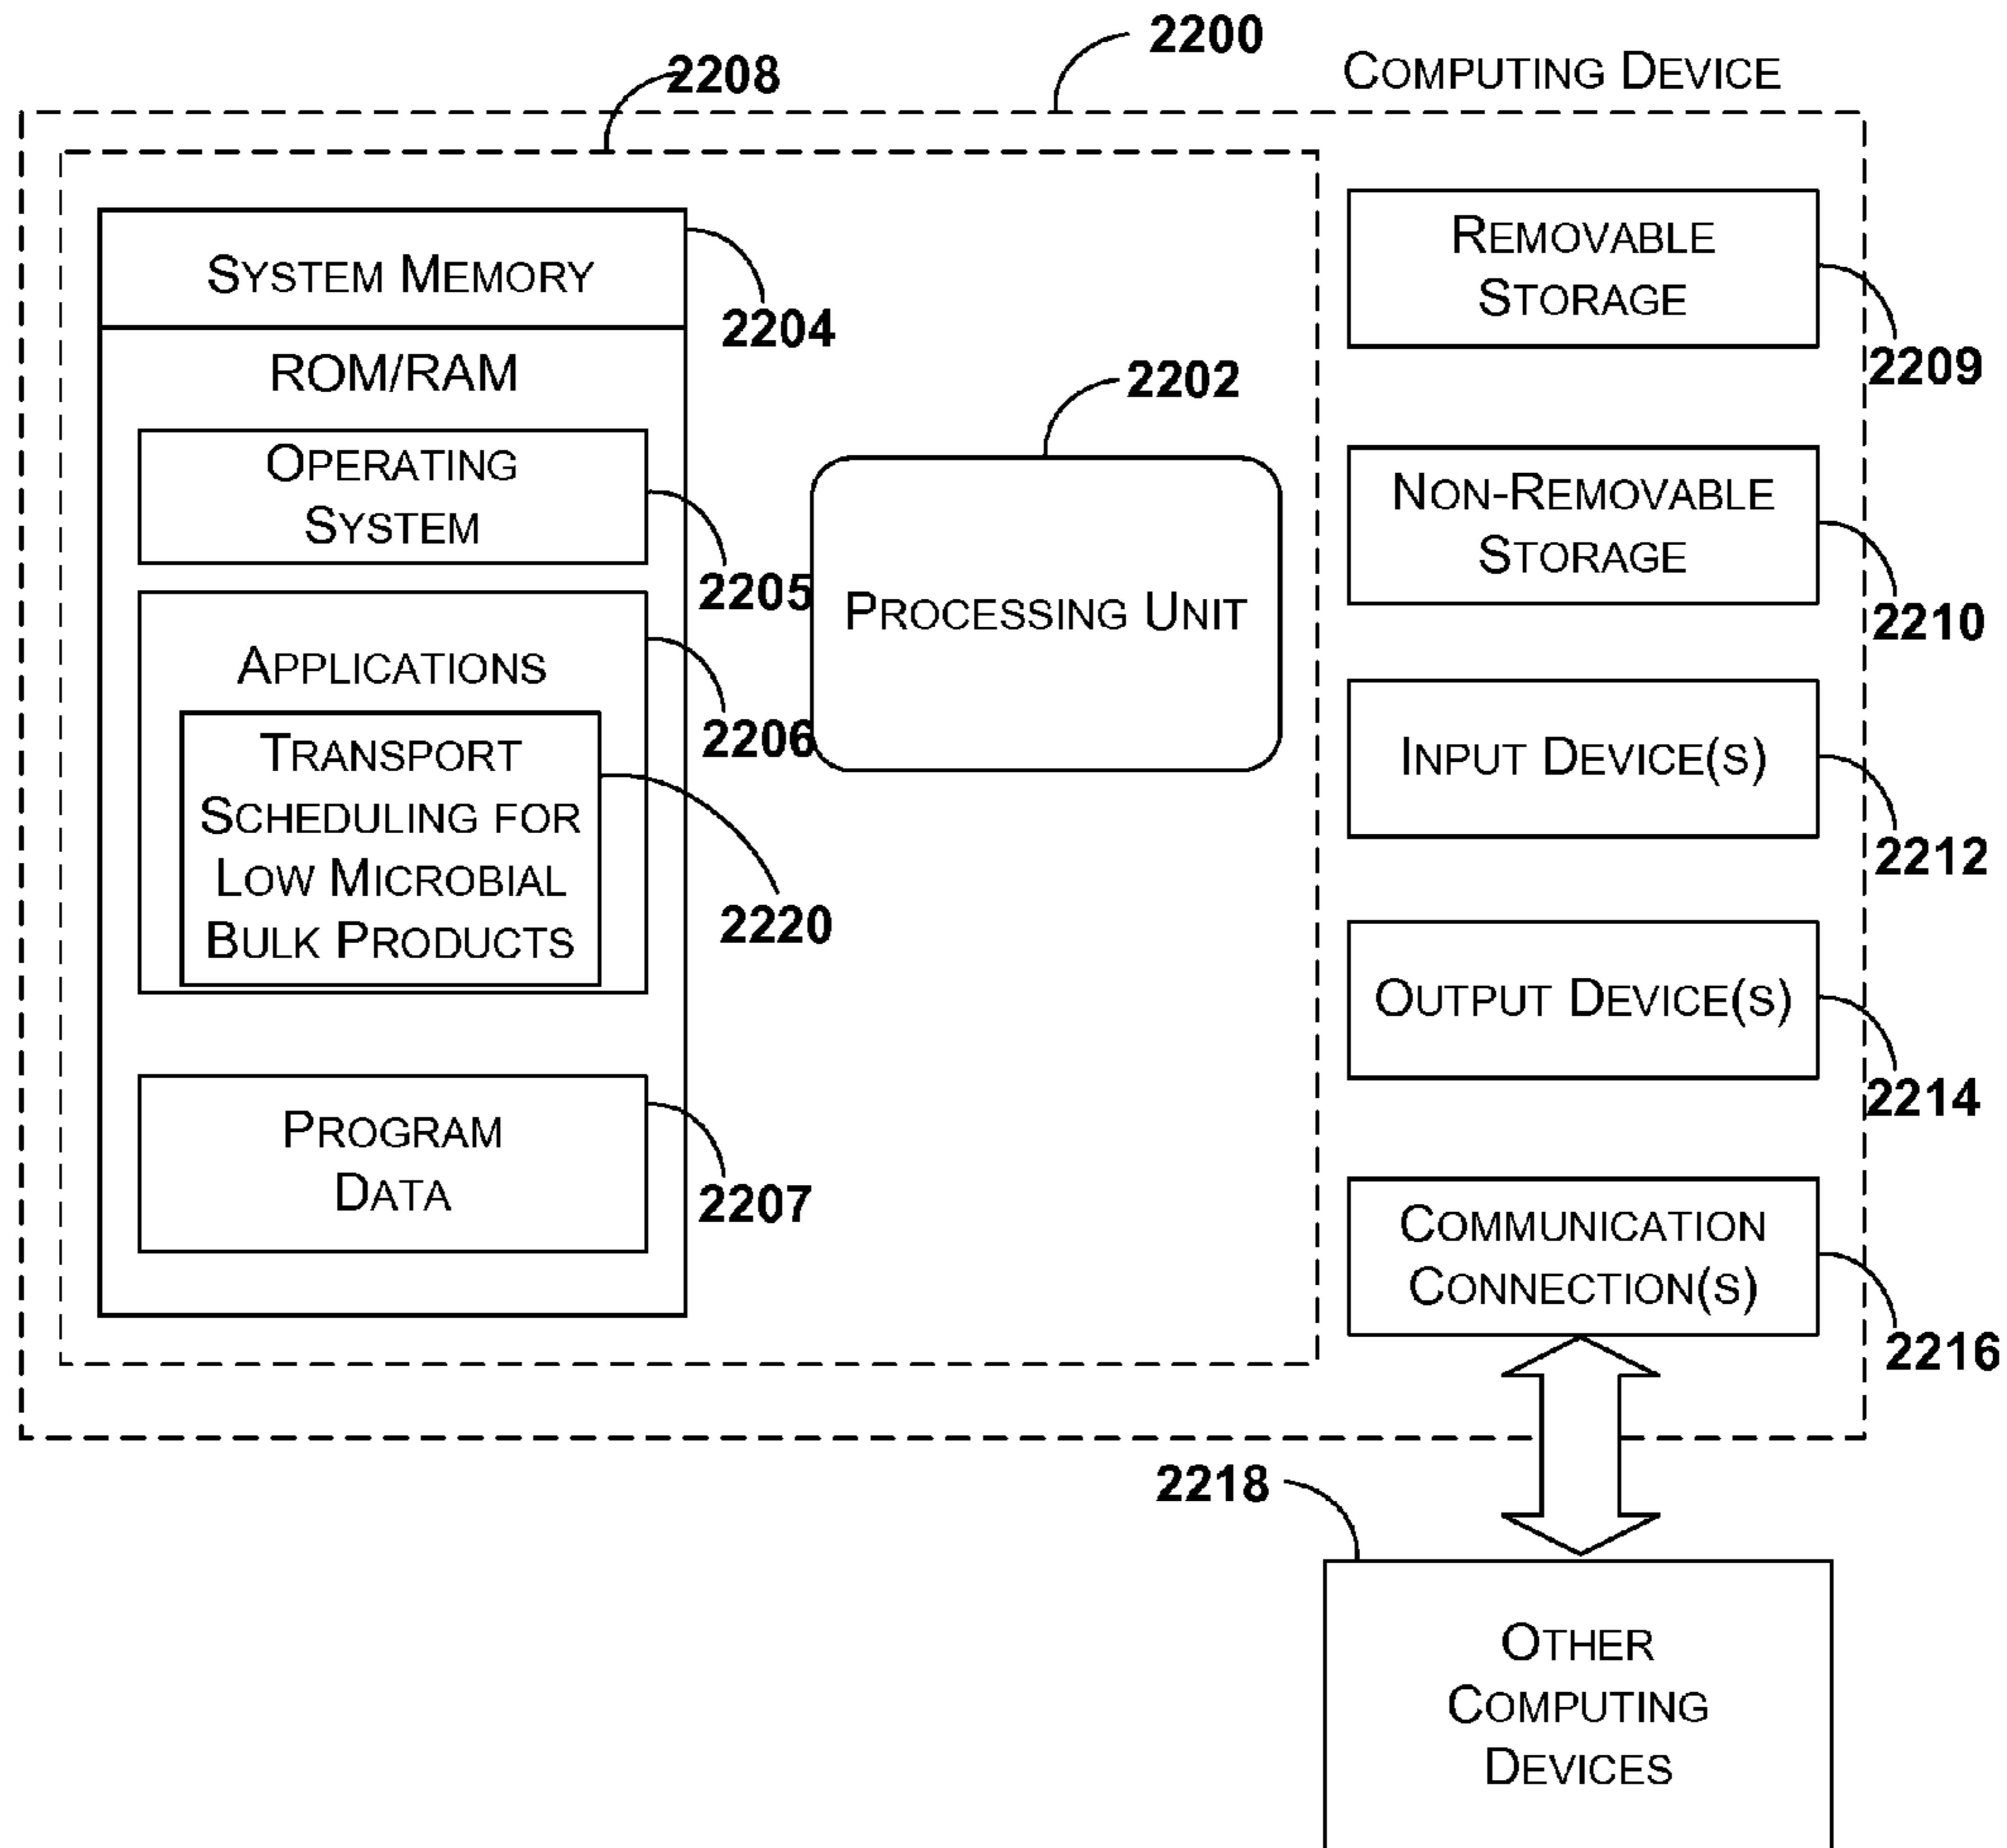 2200
COMPUTING DEVICE
2208
SYSTEM MEMORY
2204
ROM/RAM
OPERATING
SYSTEM
2205
APPLICATIONS
2206
TRANSPORT
SCHEDULING FOR
LOW MICROBIAL
BULK PRODUCTS
2220
PROGRAM
DATA
2207
2202
PROCESSING UNIT
REMOVABLE
STORAGE
2209
NON-REMOVABLE
STORAGE
2210
INPUT DEVICE(S)
2212
OUTPUT DEVICE(S)
2214
COMMUNICATION
CONNECTION(S)
2216
2218
OTHER
COMPUTING
DEVICES